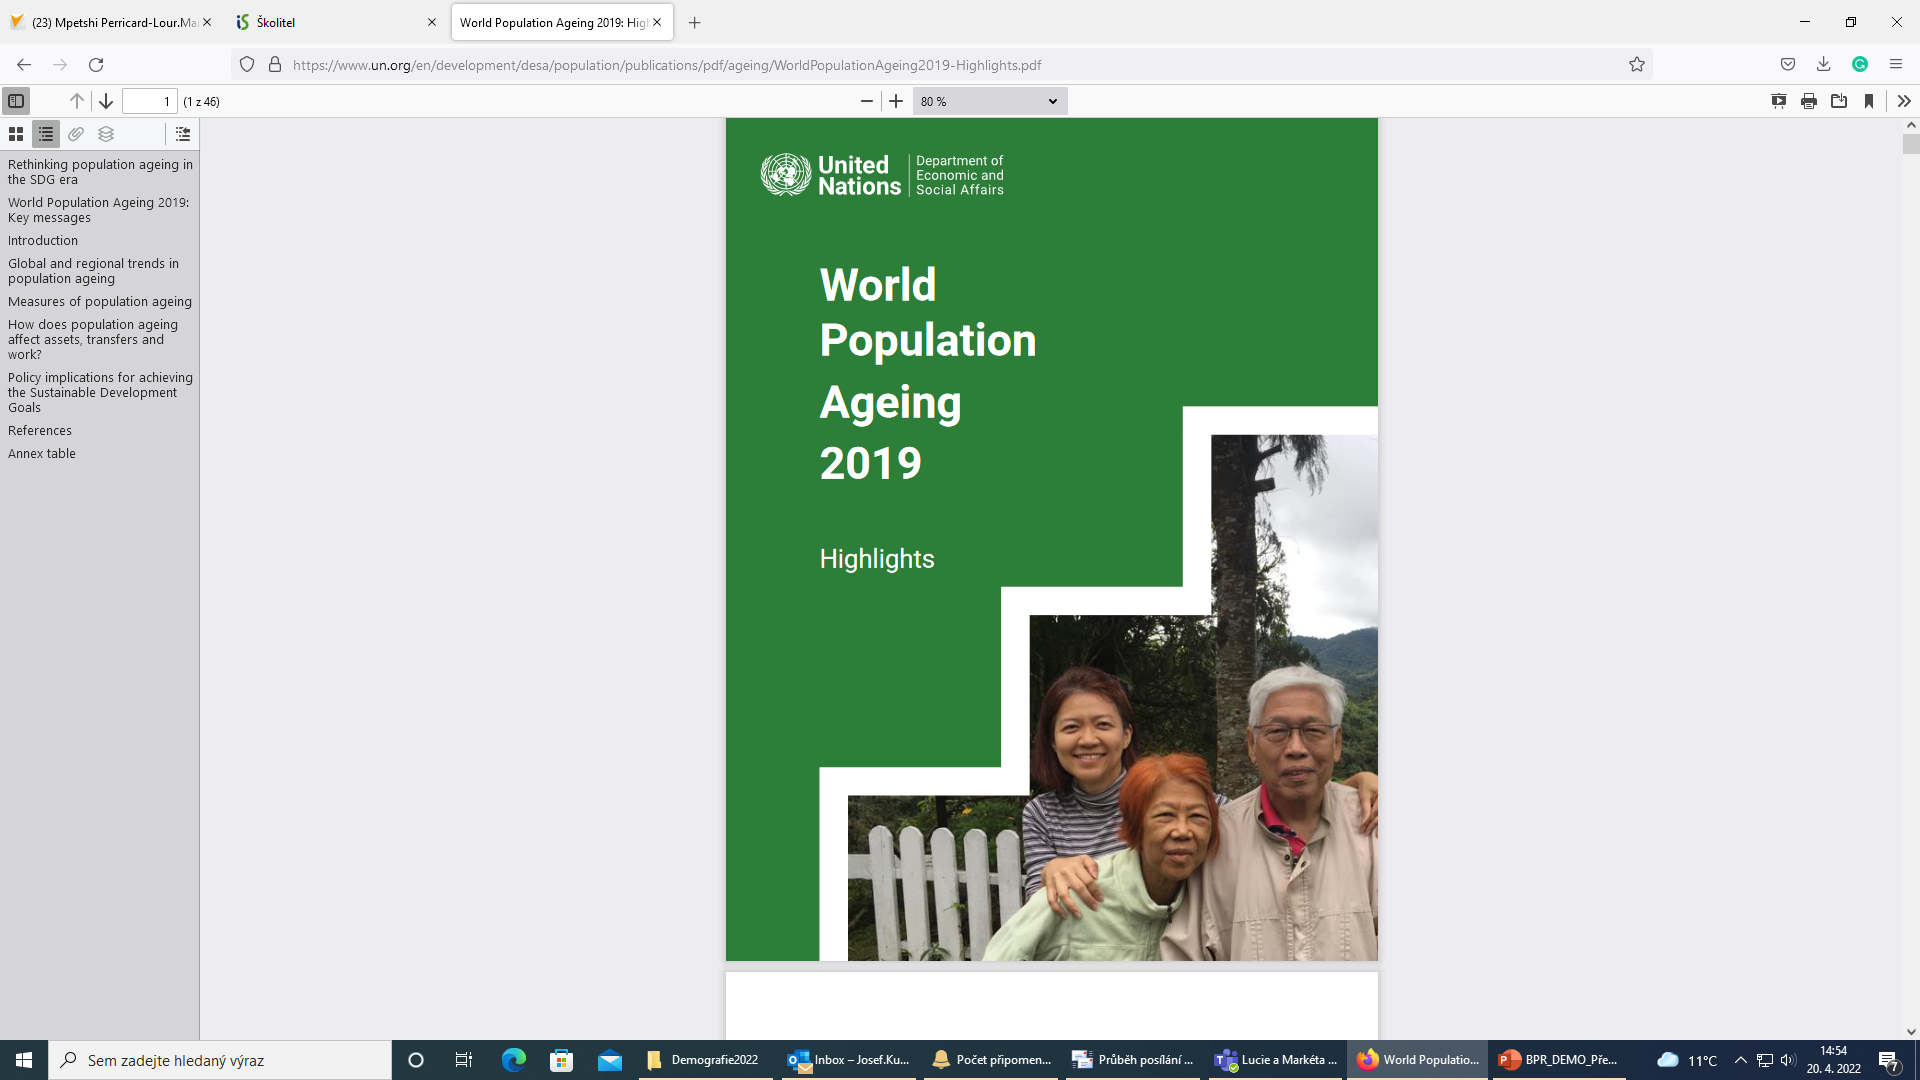 (23) Mpetshi Perricard-Lour.Ma
Školitel
World Population Ageing 2019: Hig
https://www.un.org/en/development/desa/population/publications/pdf/ageing/WorldPopulationAgeing2019-Highlights.pdf
1 (1 z 46)
80 %
Rethinking population ageing in
the SDG era
World Population Ageing 2019:
Key messages
Introduction
Global and regional trends in
population ageing
Measures of population ageing
How does population ageing
affect assets, transfers and
work?
Policy implications for achieving
the Sustainable Development
Goals
References
Annex table
United
Nations
Department of
Economic and
Social Affairs
World
Population
Ageing
2019
Highlights
Sem zadejte hledaný výraz
Demografie2022
Inbox – Josef.Ku...
Počet připomen...
Průběh posílání ...
Lucie a Markéta ...
World Populatio...
BPR_DEMO_Pře...
11°C
14:54
20. 4. 2022
7